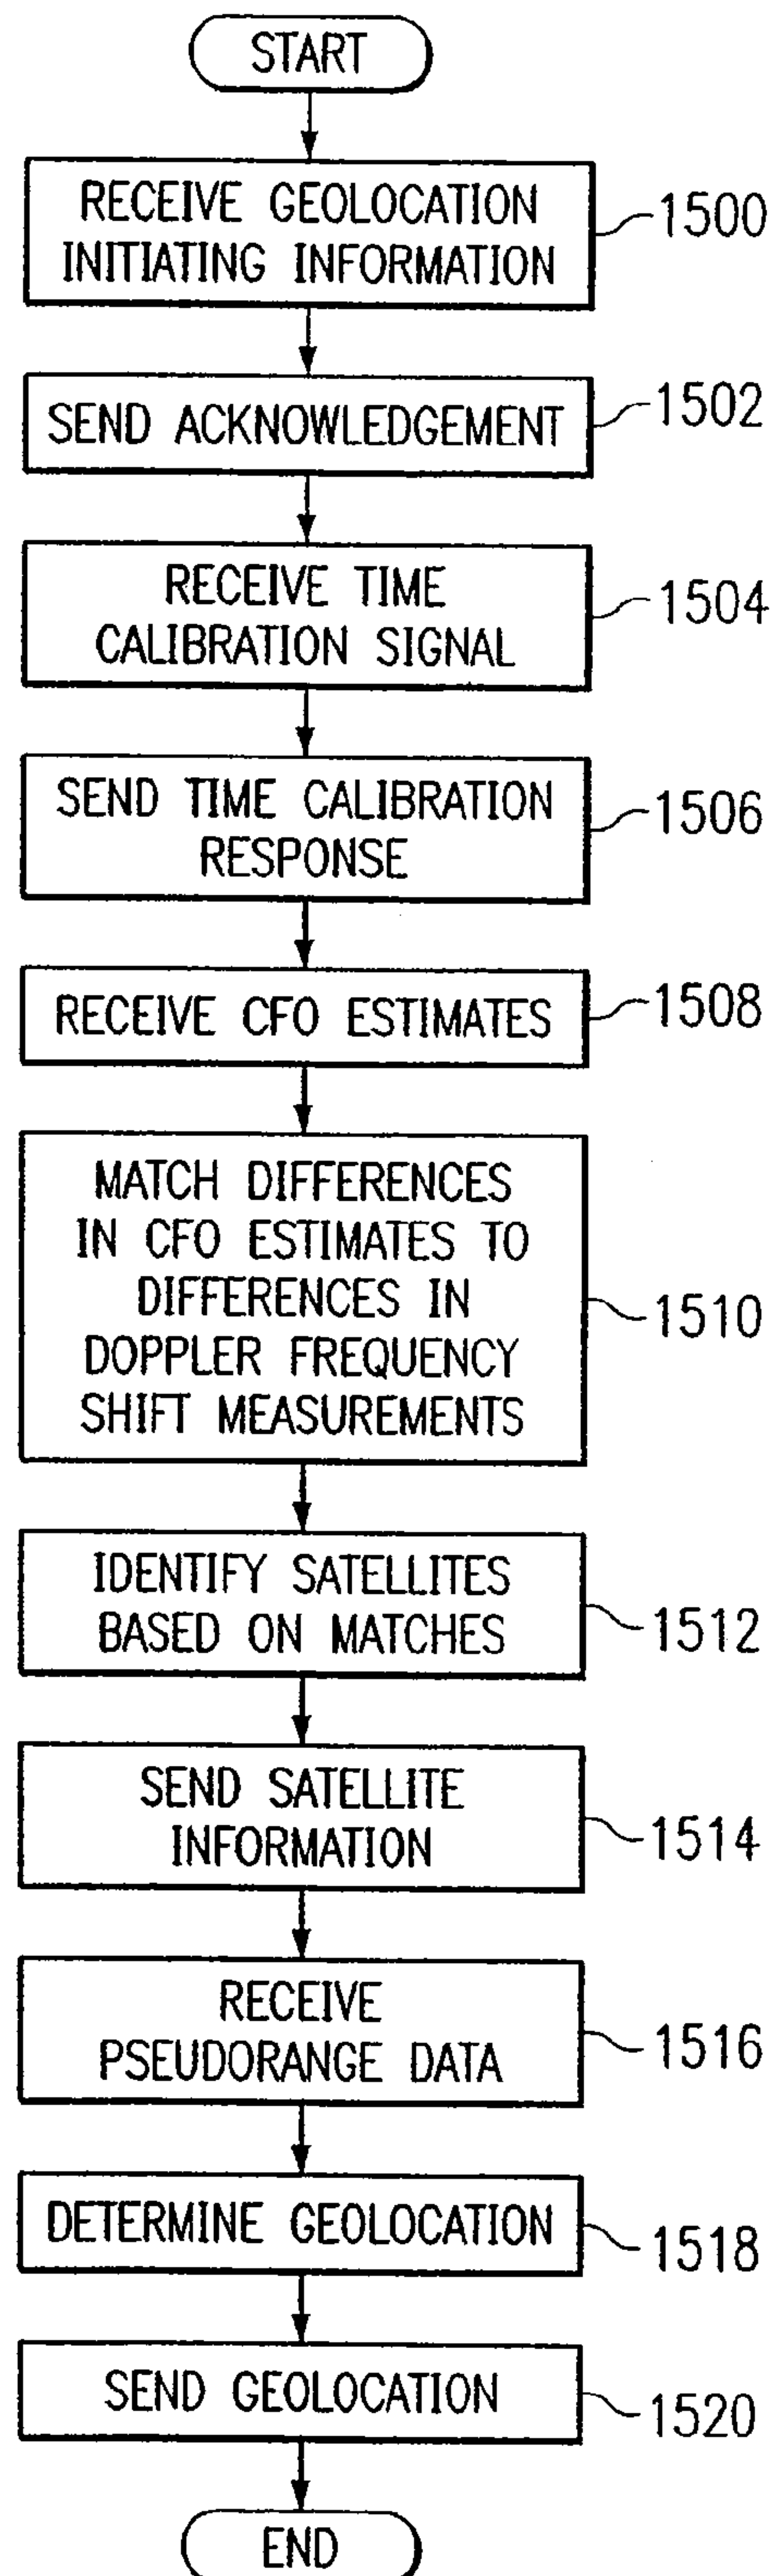 START
RECEIVE GEOLOCATION
INITIATING INFORMATION
1500
SEND ACKNOWLEDGEMENT
1502
RECEIVE TIME
CALIBRATION SIGNAL
1504
SEND TIME CALIBRATION
RESPONSE
1506
RECEIVE CFO ESTIMATES
1508
MATCH DIFFERENCES
IN CFO ESTIMATES TO
DIFFERENCES IN
DOPPLER FREQUENCY
SHIFT MEASUREMENTS
1510
IDENTIFY SATELLITES
BASED ON MATCHES
1512
SEND SATELLITE
INFORMATION
1514
RECEIVE
PSEUDORANGE DATA
1516
DETERMINE GEOLOCATION
1518
SEND GEOLOCATION
1520
END